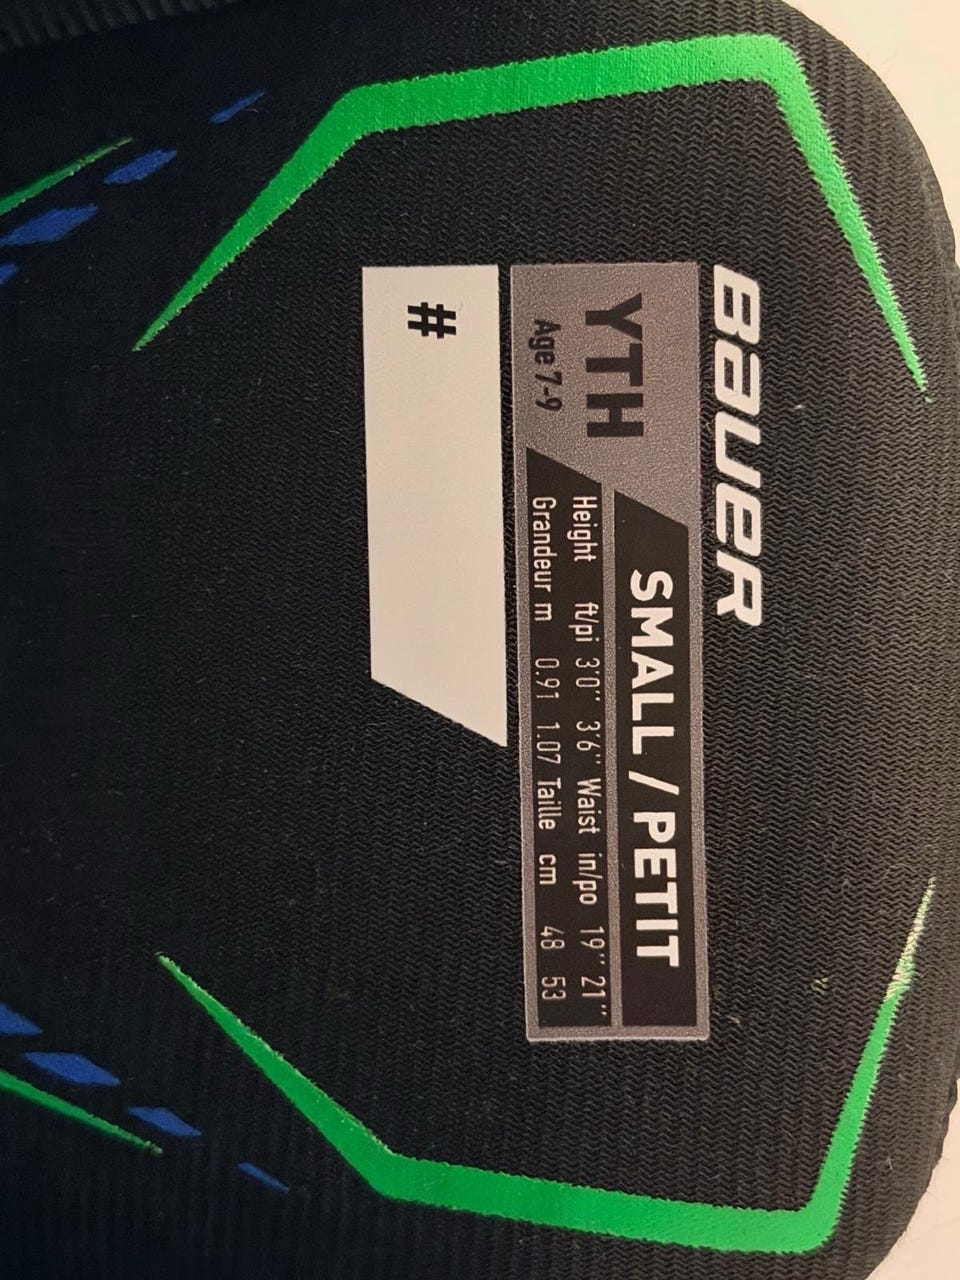 BAUER
YTH
Age 7-9
SMALL / PETIT
Height ft/pi 3'0'' 3'6'' Waist in/po 19'' 21''
Grandeur m 0.91 1.07 Taille cm 48 53
#